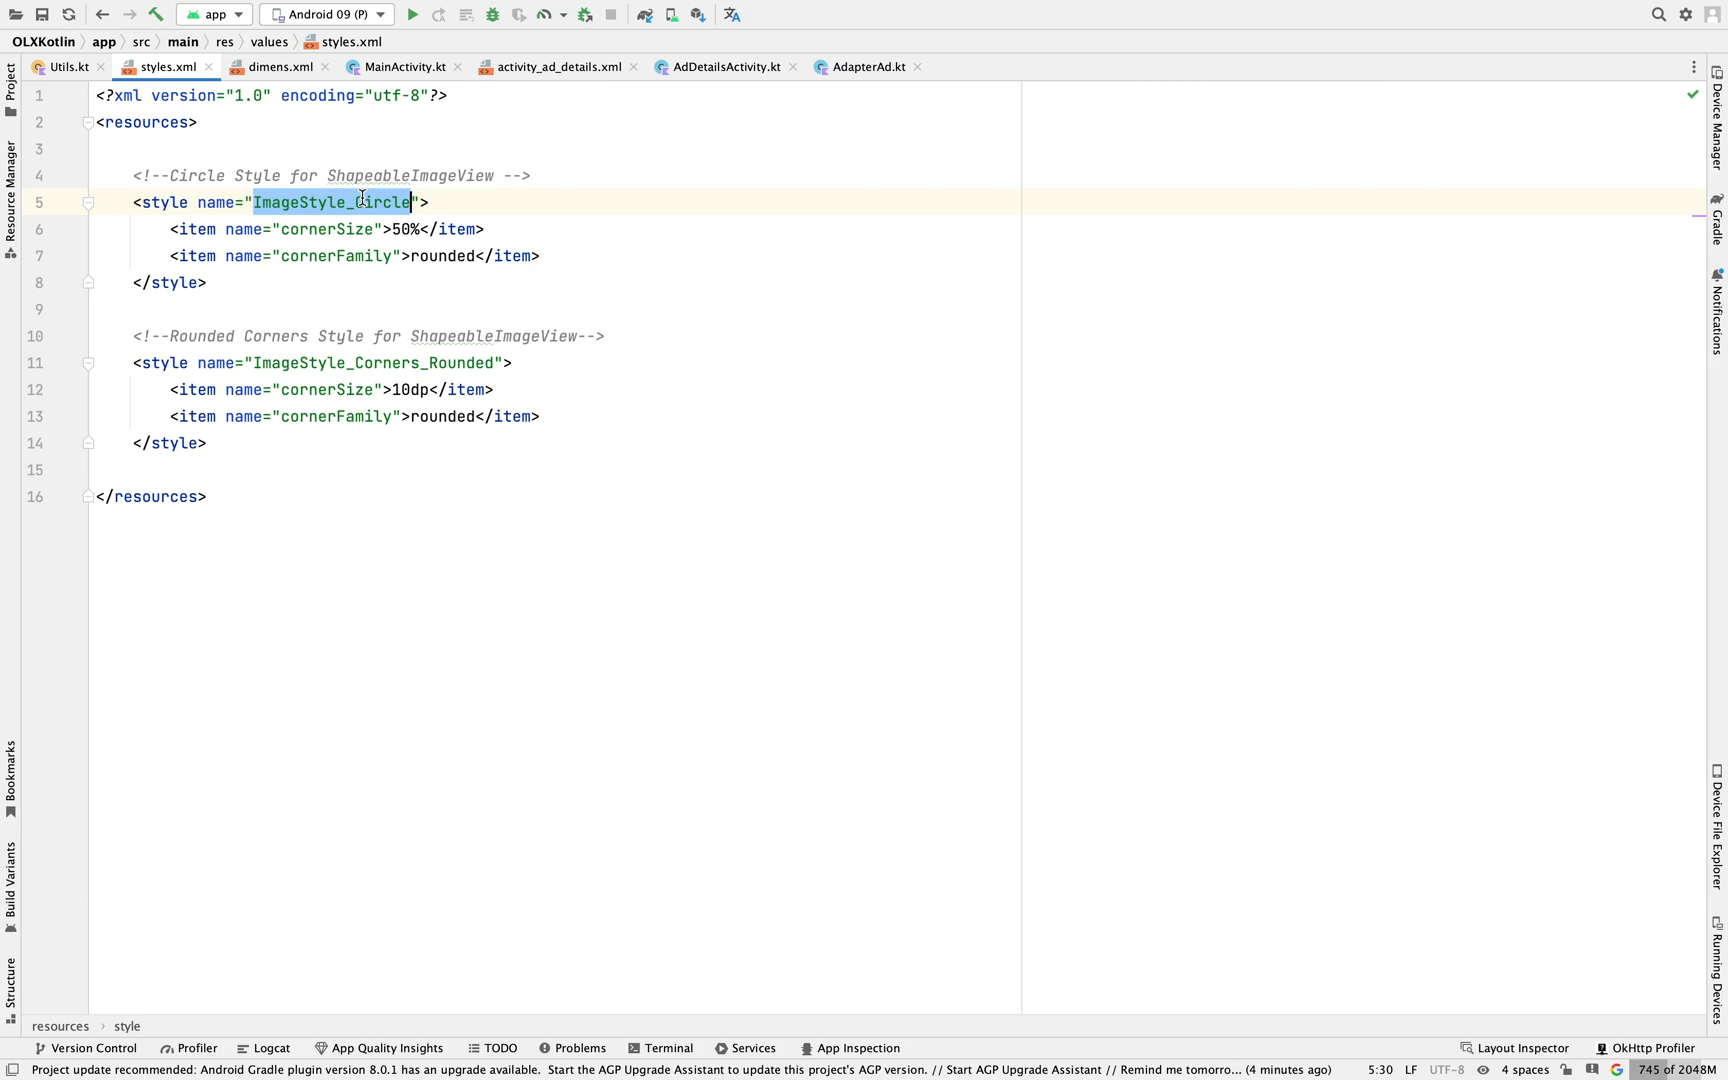 app Android 09 (P)
OLXKotlin app src main res values styles.xml
Utils.kt styles.xml dimens.xml MainActivity.kt activity_ad_details.xml AdDetailsActivity.kt AdapterAd.kt
Project
Resource Manager
Bookmarks
Build Variants
Structure
1 <?xml version="1.0" encoding="utf-8"?>
2 <resources>
3
4 <!--Circle Style for ShapeableImageView -->
5 <style name="ImageStyle_Circle">
6 <item name="cornerSize">50%</item>
7 <item name="cornerFamily">rounded</item>
8 </style>
9
10 <!--Rounded Corners Style for ShapeableImageView-->
11 <style name="ImageStyle_Corners_Rounded">
12 <item name="cornerSize">10dp</item>
13 <item name="cornerFamily">rounded</item>
14 </style>
15
16 </resources>
Device Manager
Gradle
Notifications
Device File Explorer
Running Devices
resources › style
Version Control Profiler Logcat App Quality Insights TODO Problems Terminal Services App Inspection Layout Inspector OkHttp Profiler
Project update recommended: Android Gradle plugin version 8.0.1 has an upgrade available. Start the AGP Upgrade Assistant to update this project's AGP version. // Start AGP Upgrade Assistant // Remind me tomorro... (4 minutes ago) 5:30 LF UTF-8 4 spaces 745 of 2048M